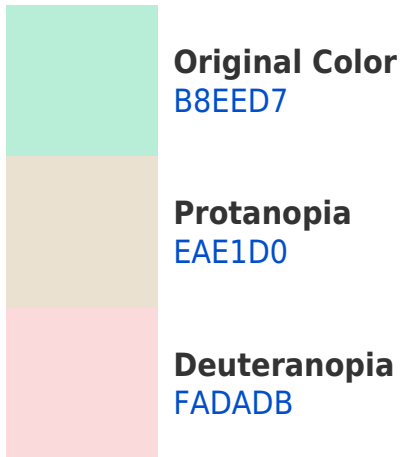 Original Color
B8EED7
Protanopia
EAE1D0
Deuteranopia
FADADB